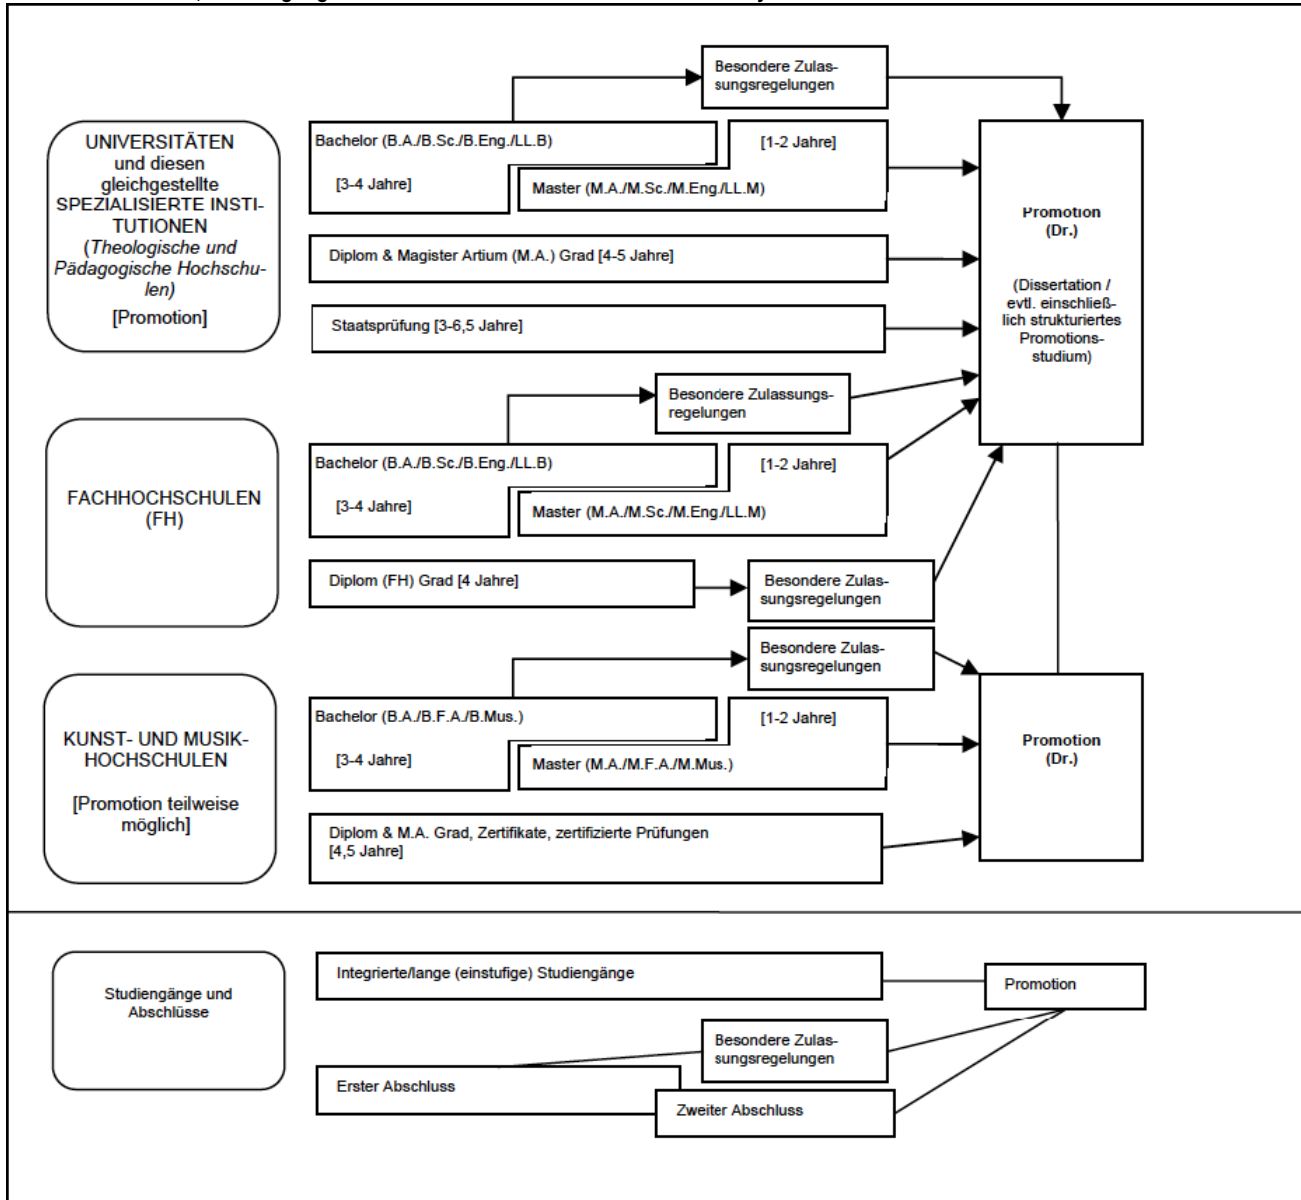 Besondere Zulas-
sungsregelungen
UNIVERSITÄTEN
und diesen
gleichgestellte
SPEZIALISIERTE INSTI-
TUTIONEN
(Theologische und
Pädagogische Hochschu-
len)
[Promotion]
Bachelor (B.A./B.Sc./B.Eng./LL.B)
[3-4 Jahre]
[1-2 Jahre]
Master (M.A./M.Sc./M.Eng./LL.M)
Diplom & Magister Artium (M.A.) Grad [4-5 Jahre]
Staatsprüfung [3-6,5 Jahre]
Promotion
(Dr.)
(Dissertation /
evtl. einschließ-
lich strukturiertes
Promotions-
studium)
Besondere Zulassungs-
regelungen
FACHHOCHSCHULEN
(FH)
Bachelor (B.A./B.Sc./B.Eng./LL.B)
[3-4 Jahre]
[1-2 Jahre]
Master (M.A./M.Sc./M.Eng./LL.M)
Diplom (FH) Grad [4 Jahre]
Besondere Zulas-
sungsregelungen
Besondere Zulas-
sungsregelungen
KUNST- UND MUSIK-
HOCHSCHULEN
[Promotion teilweise
möglich]
Bachelor (B.A./B.F.A./B.Mus.)
[3-4 Jahre]
[1-2 Jahre]
Master (M.A./M.F.A./M.Mus.)
Diplom & M.A. Grad, Zertifikate, zertifizierte Prüfungen
[4,5 Jahre]
Promotion
(Dr.)
Studiengänge und
Abschlüsse
Integrierte/lange (einstufige) Studiengänge
Promotion
Besondere Zulas-
sungsregelungen
Erster Abschluss
Zweiter Abschluss